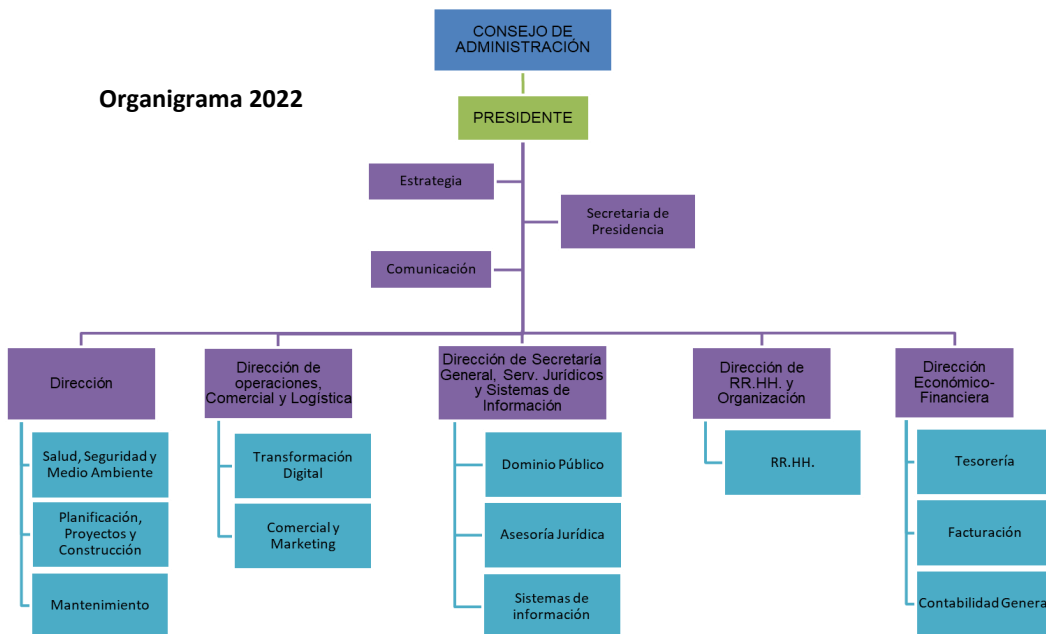 CONSEJO DE
ADMINISTRACIÓN
Organigrama 2022
PRESIDENTE
Estrategia
Secretaria de
Presidencia
Comunicación
Dirección
Dirección de
operaciones,
Comercial y Logística
Dirección de Secretaría
General, Serv. Jurídicos
y Sistemas de
Información
Dirección de
RR.HH. y
Organización
Dirección
Económico-
Financiera
Salud, Seguridad y
Medio Ambiente
Planificación,
Proyectos y
Construcción
Mantenimiento
Transformación
Digital
Comercial y
Marketing
Dominio Público
Asesoría Jurídica
Sistemas de
información
RR.HH.
Tesorería
Facturación
Contabilidad General